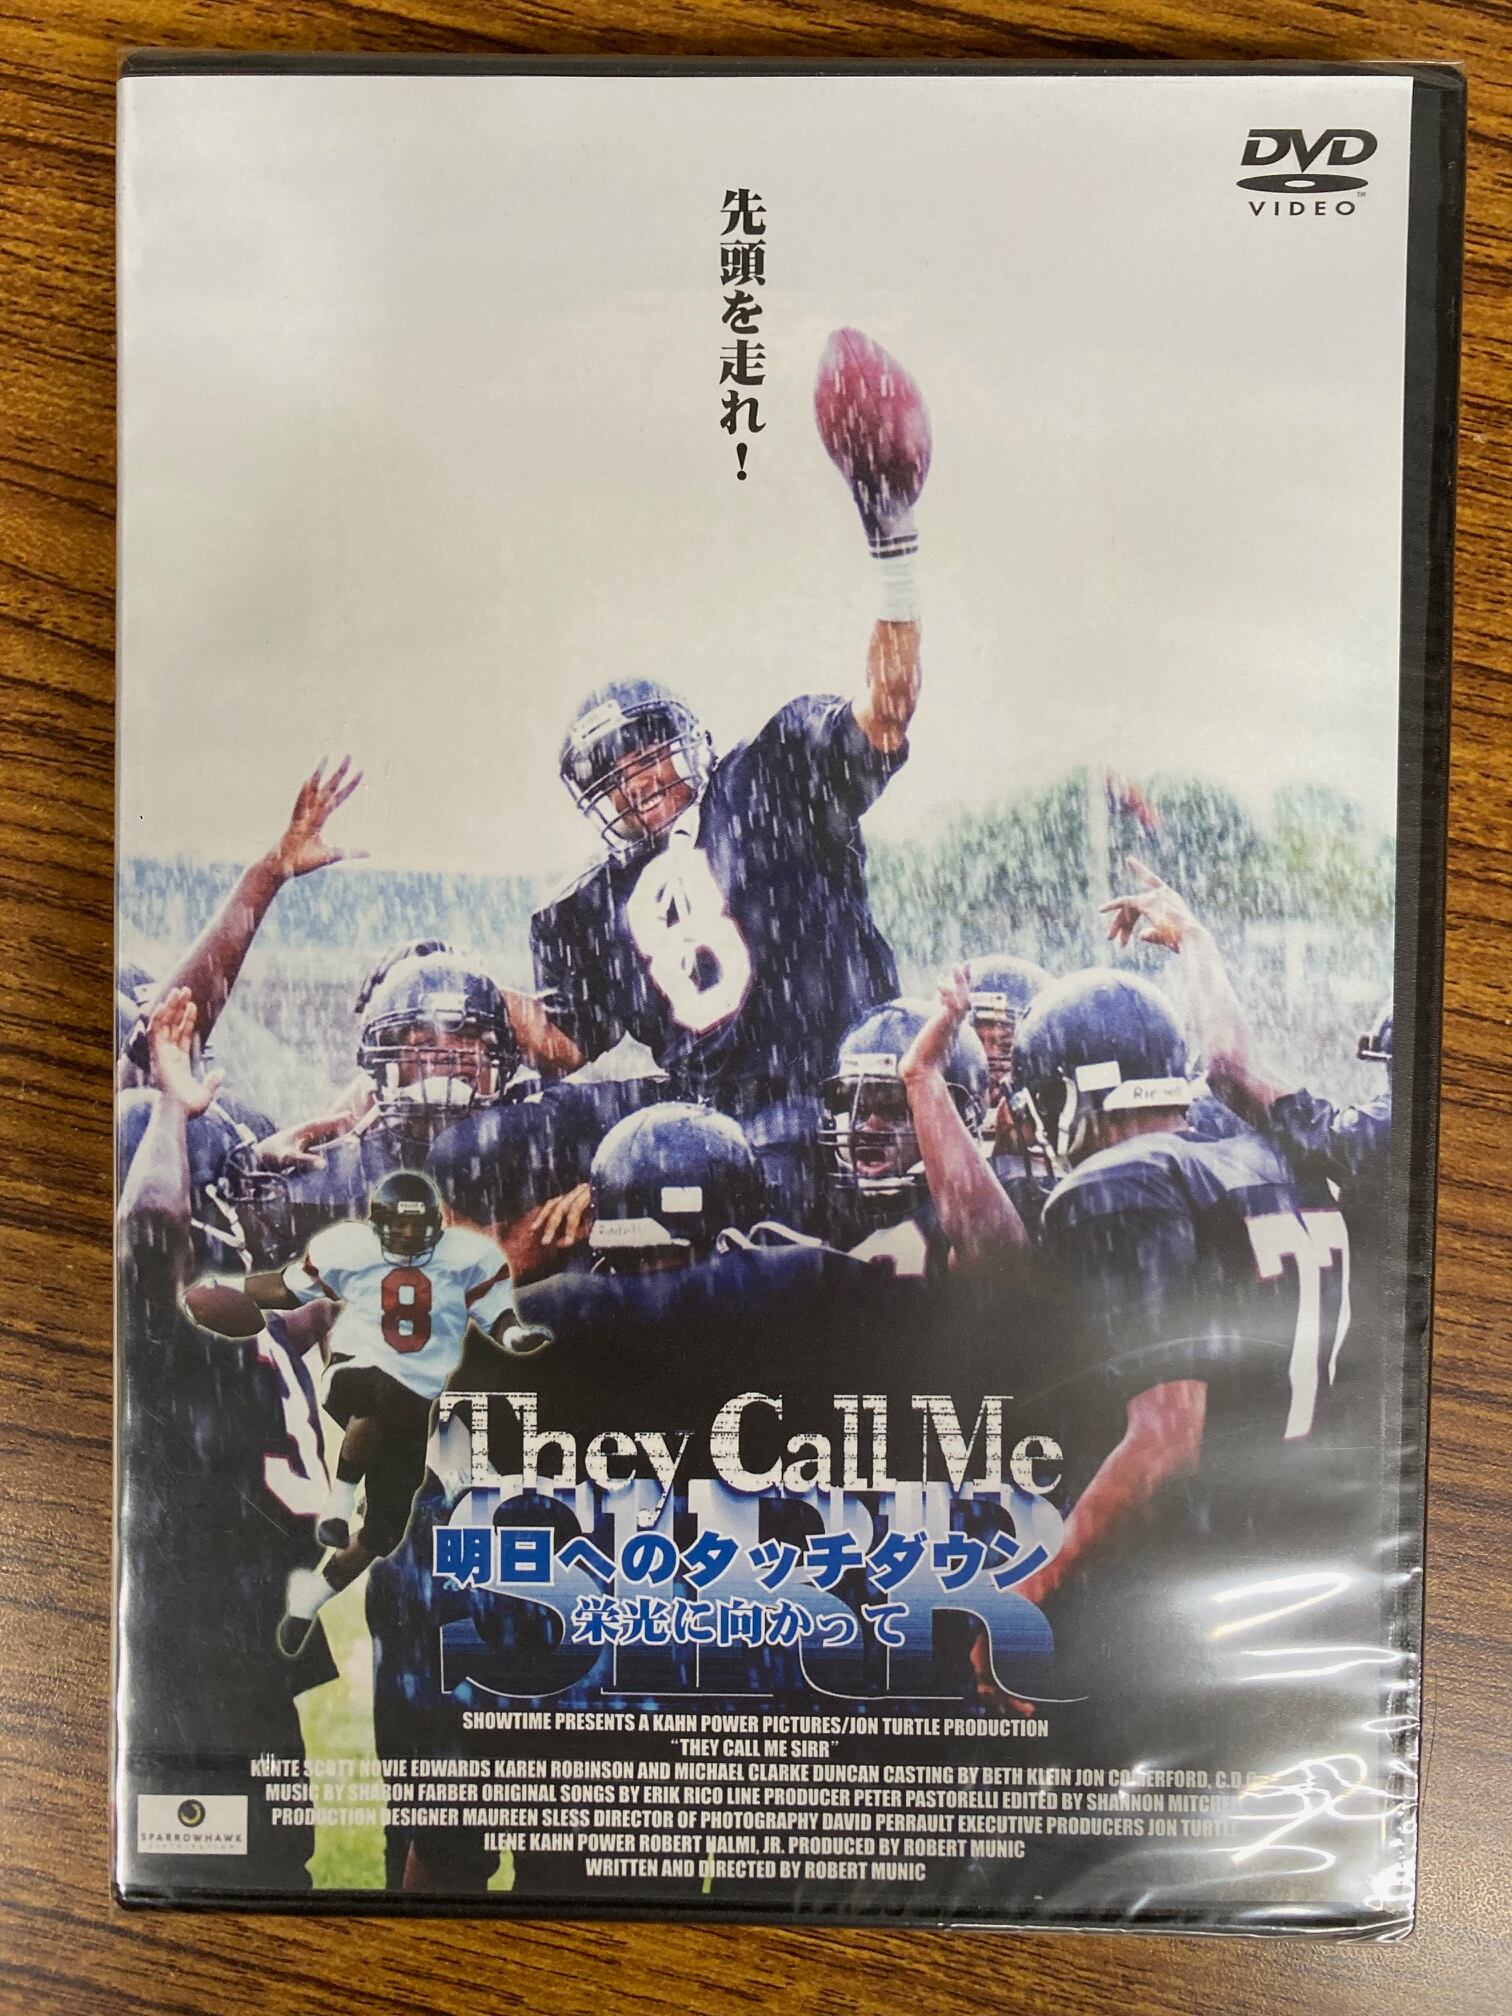 DVD
VIDEO
TM
先頭を走れ!
8
Riddell
77
8
They Call Me
SIRR
明日へのタッチダウン
栄光に向かって
SHOWTIME PRESENTS A KAHN POWER PICTURES/JON TURTLE PRODUCTION
"THEY CALL ME SIRR"
KENTE SCOTT NOVIE EDWARDS KAREN ROBINSON AND MICHAEL CLARKE DUNCAN CASTING BY BETH KLEIN JON COMERFORD, C.D.C.
MUSIC BY SHARON FARBER ORIGINAL SONGS BY ERIK RICO LINE PRODUCER PETER PASTORELLI EDITED BY SHANNON MITCHELL
PRODUCTION DESIGNER MAUREEN SLESS DIRECTOR OF PHOTOGRAPHY DAVID PERRAULT EXECUTIVE PRODUCERS JON TURTLE
ILENE KAHN POWER ROBERT HALMI, JR. PRODUCED BY ROBERT MUNIC
WRITTEN AND DIRECTED BY ROBERT MUNIC
SPARROWHAWK
DISTRIBUTION